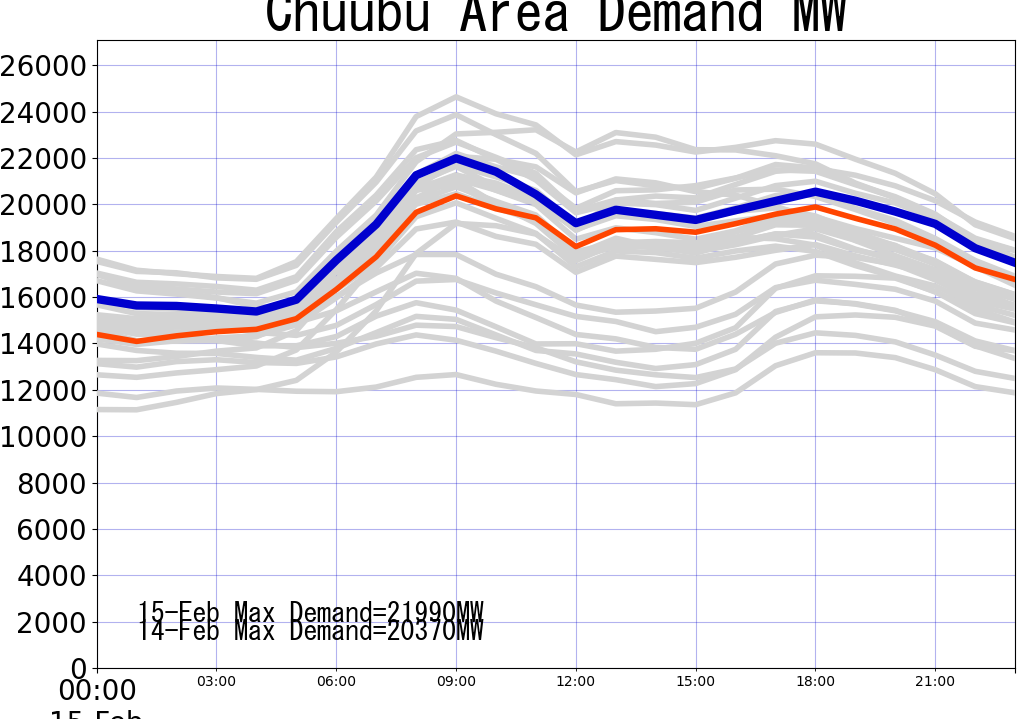 Chuubu Area Demand MW
26000
24000
22000
20000
18000
16000
14000
12000
10000
8000
6000
4000
2000
0
15-Feb Max Demand=21990MW
14-Feb Max Demand=20370MW
00:00 03:00 06:00 09:00 12:00 15:00 18:00 21:00
15-Feb